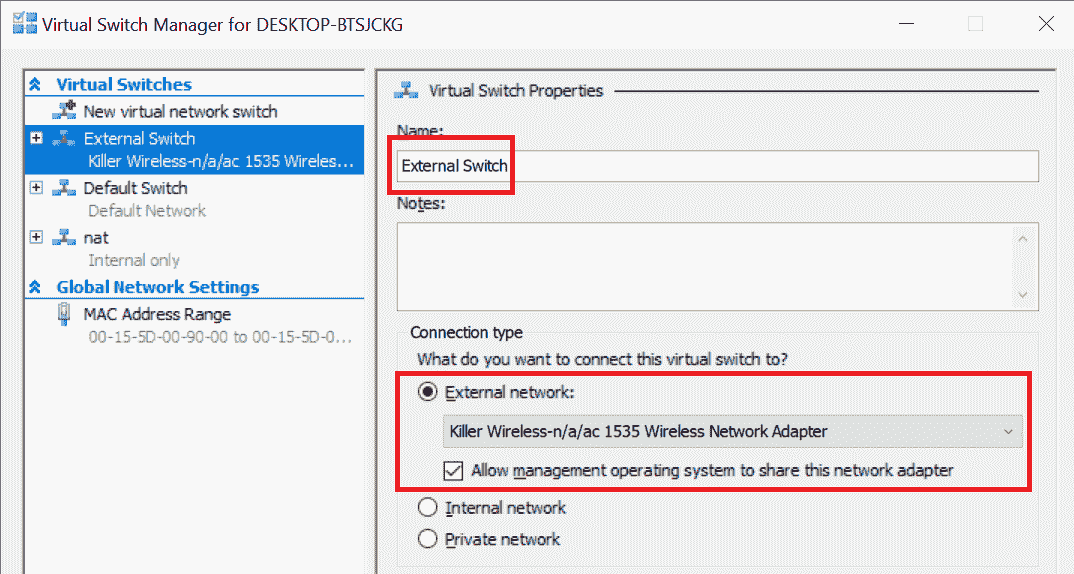 Virtual Switch Manager for DESKTOP-BTSJCKG
Virtual Switches
New virtual network switch
External Switch
Killer Wireless-n/a/ac 1535 Wireles...
Default Switch
Default Network
nat
Internal only
Global Network Settings
MAC Address Range
00-15-5D-00-90-00 to 00-15-5D-0...
Virtual Switch Properties
Name:
External Switch
Notes:
Connection type
What do you want to connect this virtual switch to?
External network:
Killer Wireless-n/a/ac 1535 Wireless Network Adapter
Allow management operating system to share this network adapter
Internal network
Private network